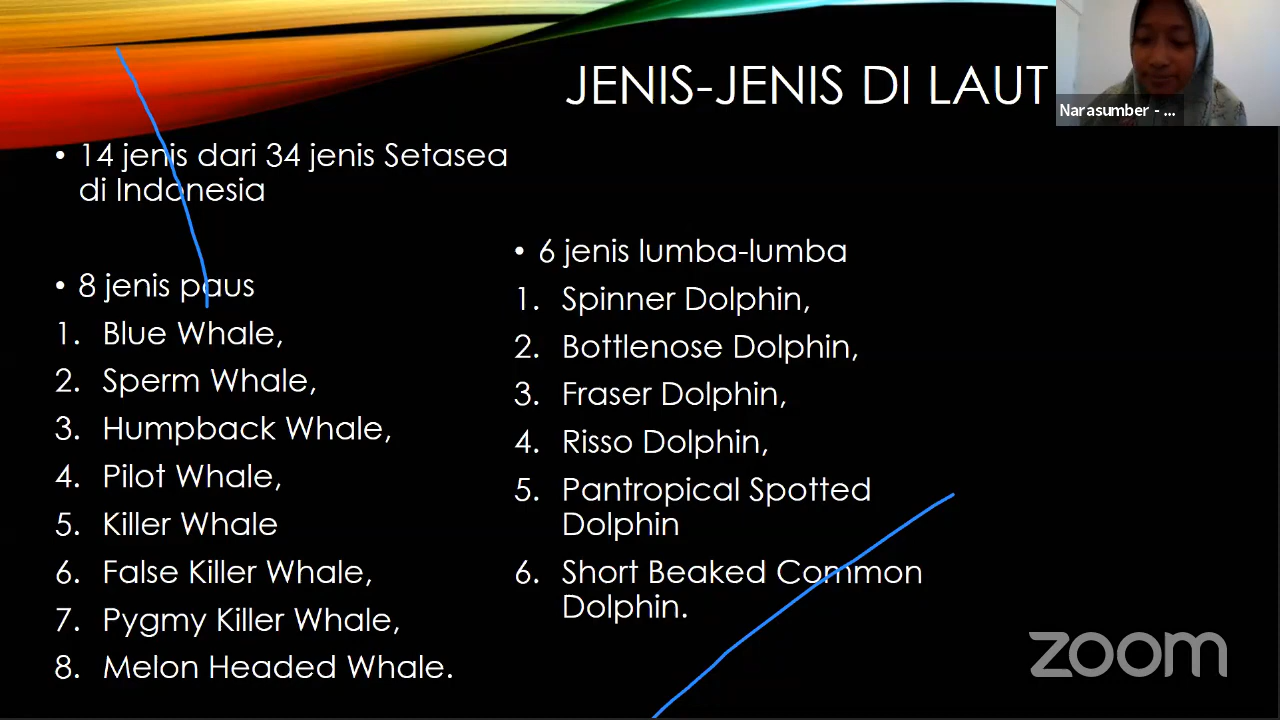 JENIS-JENIS DI LAUT
Narasumber - ...
• 14 jenis dari 34 jenis Setasea
di Indonesia
• 8 jenis paus
1. Blue Whale,
2. Sperm Whale,
3. Humpback Whale,
4. Pilot Whale,
5. Killer Whale
6. False Killer Whale,
7. Pygmy Killer Whale,
8. Melon Headed Whale.
• 6 jenis lumba-lumba
1. Spinner Dolphin,
2. Bottlenose Dolphin,
3. Fraser Dolphin,
4. Risso Dolphin,
5. Pantropical Spotted
Dolphin
6. Short Beaked Common
Dolphin.
zoom